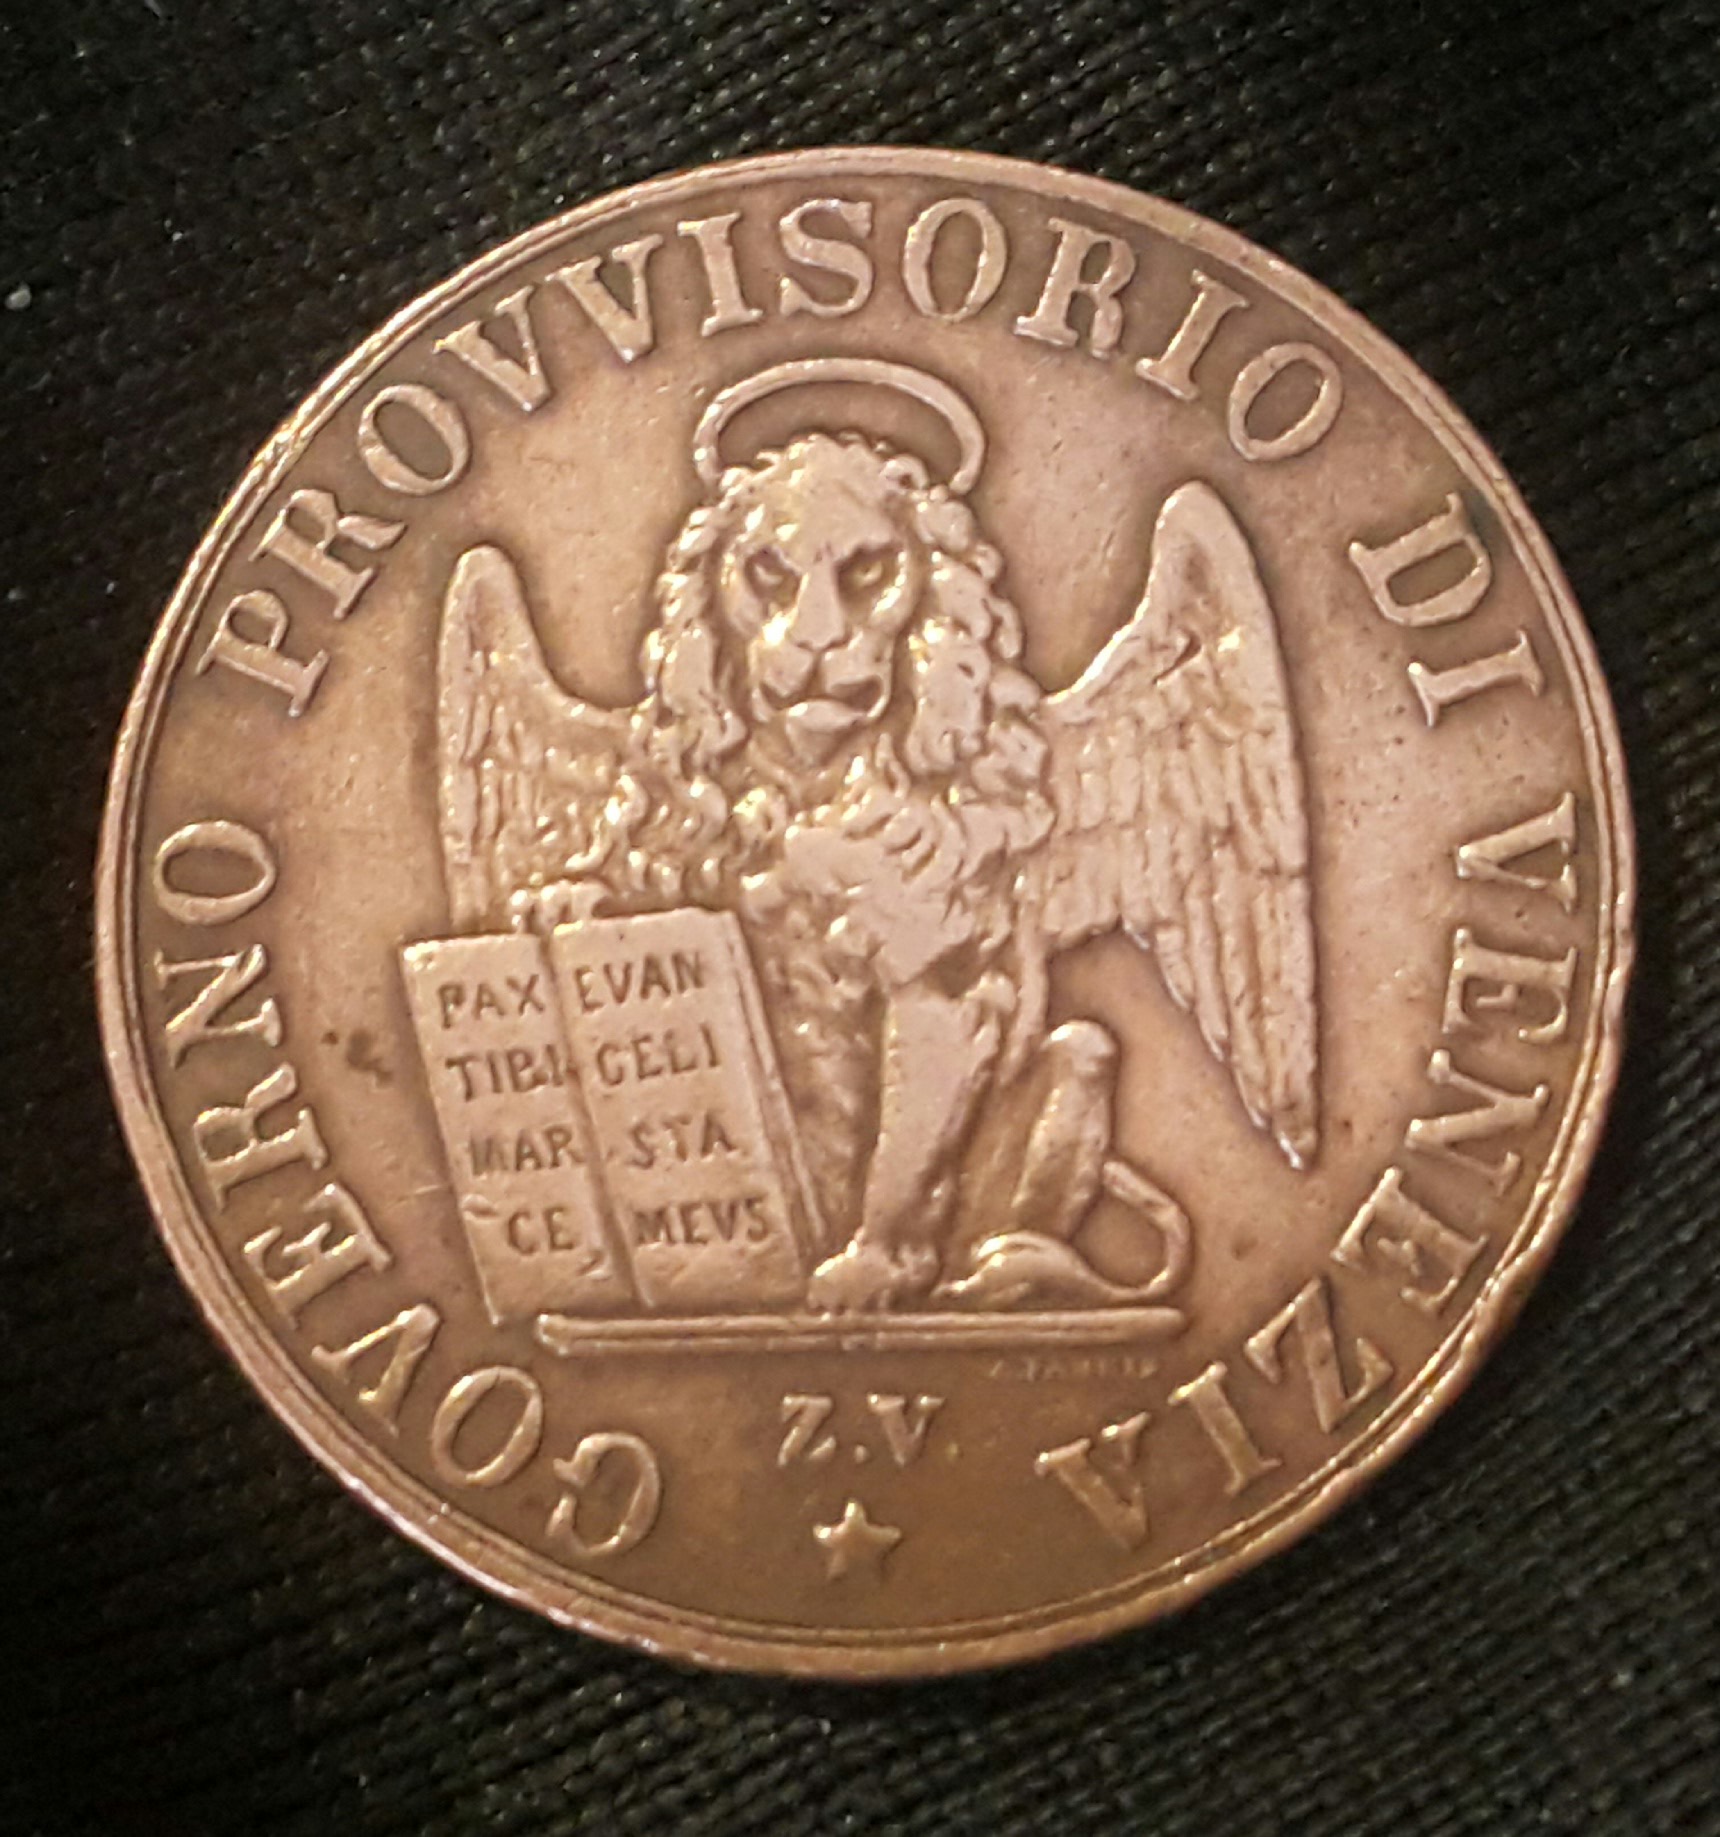 GOVERNO PROVVISORIO DI VENEZIA
PAX
TIBI
MAR
CE,
EVAN
GELI
STA
MEVS
Z.V.